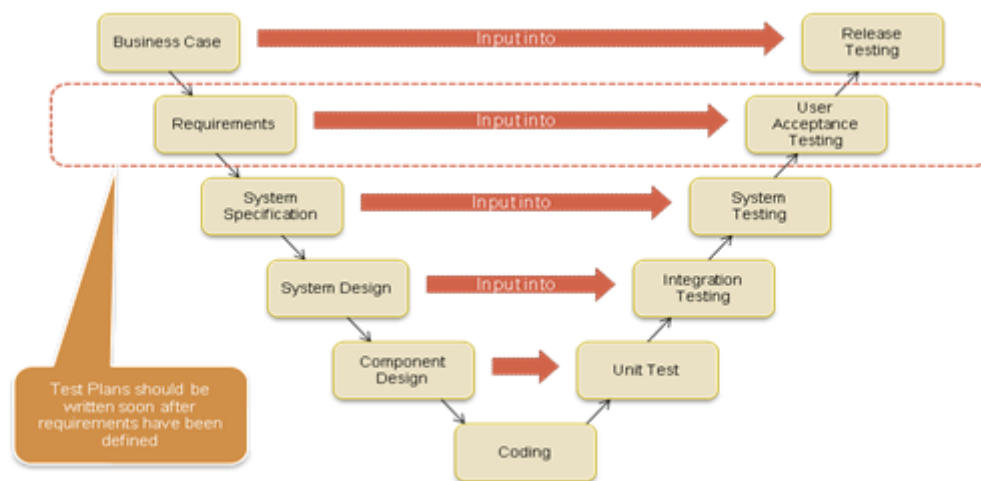 Business Case
Input into
Release
Testing
Requirements
Input into
User
Acceptance
Testing
System
Specification
Input into
System
Testing
System Design
Input into
Integration
Testing
Component
Design
Unit Test
Test Plans should be
written soon after
requirements have been
defined
Coding